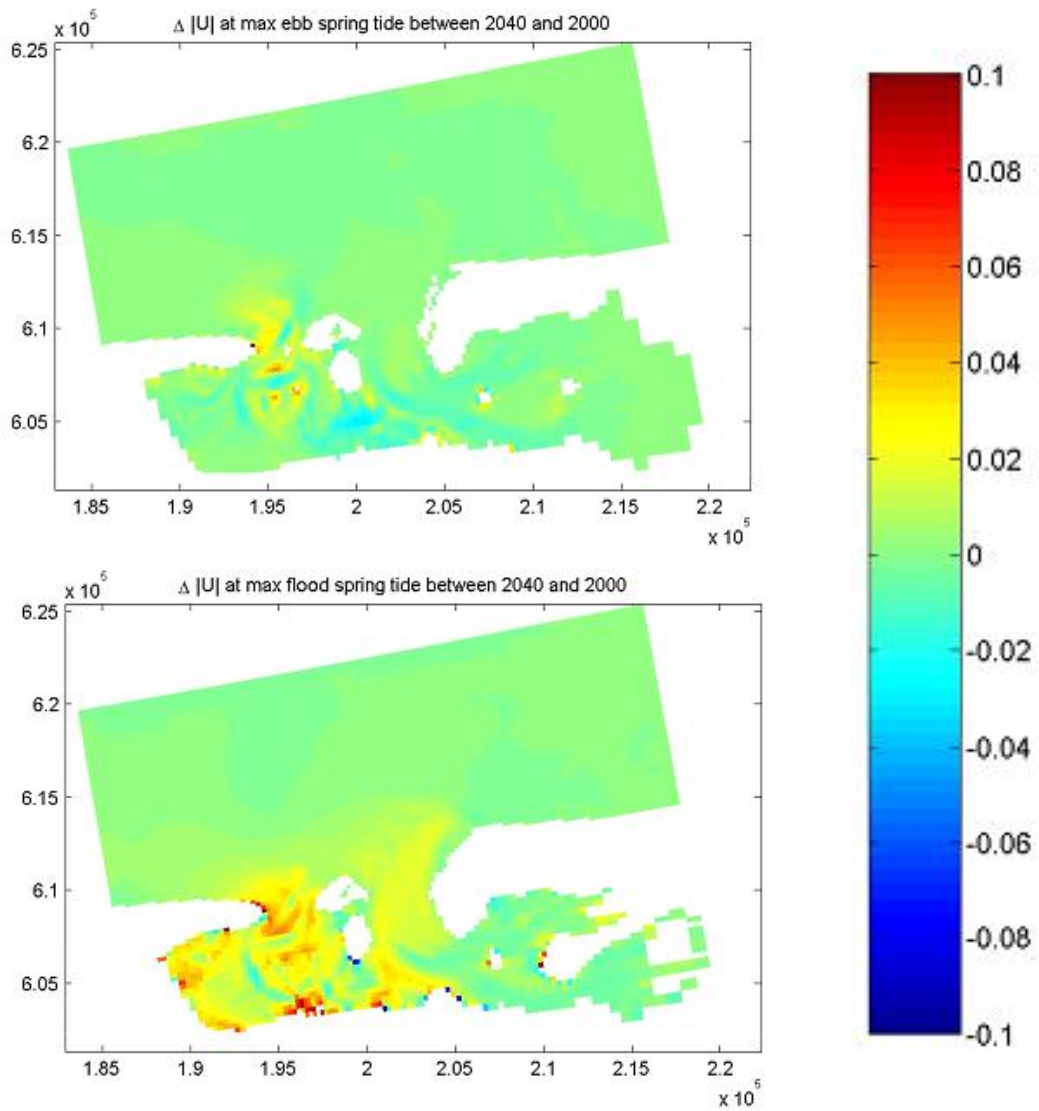 x 10^5
Δ |U| at max ebb spring tide between 2040 and 2000
6.25
6.2
6.15
6.1
6.05
1.85 1.9 1.95 2 2.05 2.1 2.15 2.2
x 10^5
x 10^5
Δ |U| at max flood spring tide between 2040 and 2000
6.25
6.2
6.15
6.1
6.05
1.85 1.9 1.95 2 2.05 2.1 2.15 2.2
x 10^5
0.1
0.08
0.06
0.04
0.02
0
-0.02
-0.04
-0.06
-0.08
-0.1